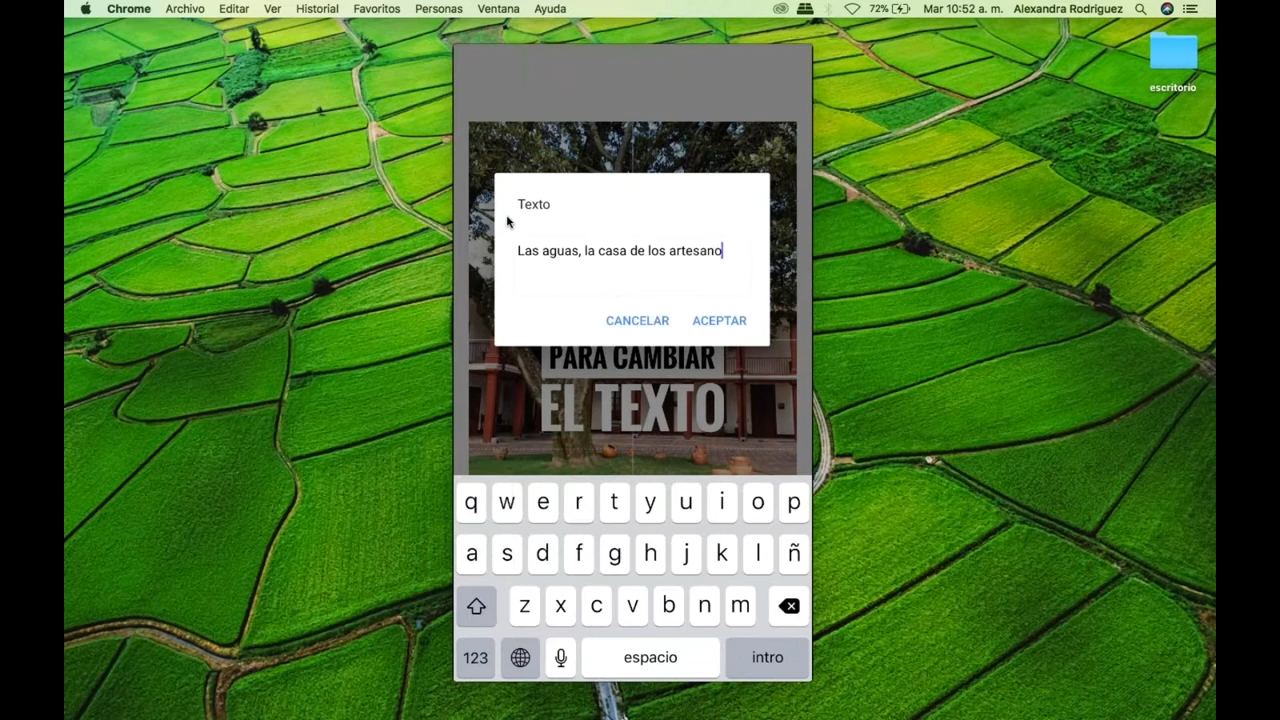 Chrome Archivo Editar Ver Historial Favoritos Personas Ventana Ayuda 72% Mar 10:52 a. m. Alexandra Rodriguez
escritorio
Texto
Las aguas, la casa de los artesano
CANCELAR ACEPTAR
PARA CAMBIAR
EL TEXTO
q w e r t y u i o p
a s d f g h j k l ñ
z x c v b n m
123 espacio intro